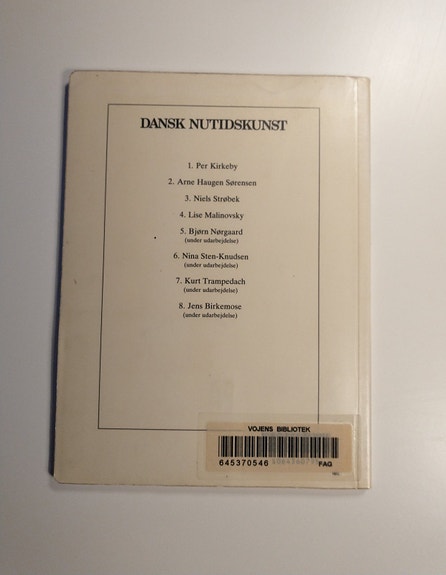 DANSK NUTIDSKUNST
1. Per Kirkeby
2. Arne Haugen Sørensen
3. Niels Strøbek
4. Lise Malinovsky
5. Bjørn Nørgaard
(under udarbejdelse)
6. Nina Sten-Knudsen
(under udarbejdelse)
7. Kurt Trampedach
(under udarbejdelse)
8. Jens Birkemose
(under udarbejdelse)
VOJENS BIBLIOTEK
645370546
FAG